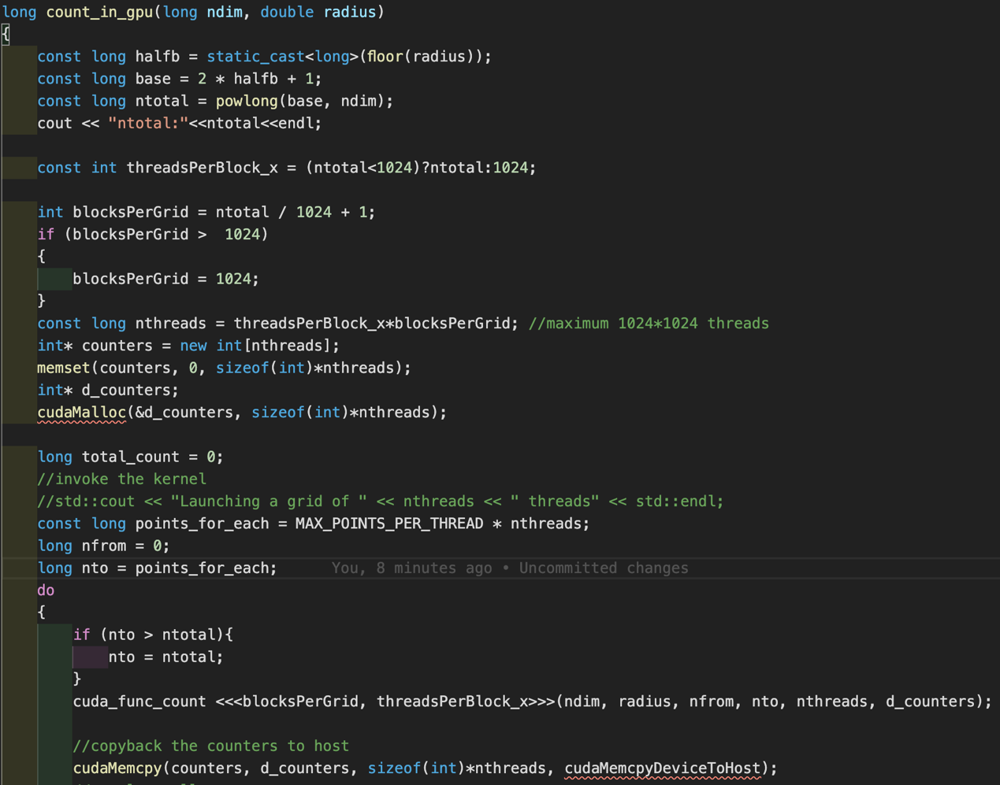 long count_in_gpu(long ndim, double radius)
{
    const long halfb = static_cast<long>(floor(radius));
    const long base = 2 * halfb + 1;
    const long ntotal = powlong(base, ndim);
    cout << "ntotal:"<<ntotal<<endl;

    const int threadsPerBlock_x = (ntotal<1024)?ntotal:1024;

    int blocksPerGrid = ntotal / 1024 + 1;
    if (blocksPerGrid >  1024)
    {
        blocksPerGrid = 1024;
    }
    const long nthreads = threadsPerBlock_x*blocksPerGrid; //maximum 1024*1024 threads
    int* counters = new int[nthreads];
    memset(counters, 0, sizeof(int)*nthreads);
    int* d_counters;
    cudaMalloc(&d_counters, sizeof(int)*nthreads);

    long total_count = 0;
    //invoke the kernel
    //std::cout << "Launching a grid of " << nthreads << " threads" << std::endl;
    const long points_for_each = MAX_POINTS_PER_THREAD * nthreads;
    long nfrom = 0;
    long nto = points_for_each;      You, 8 minutes ago • Uncommitted changes
    do
    {
        if (nto > ntotal){
            nto = ntotal;
        }
        cuda_func_count <<<blocksPerGrid, threadsPerBlock_x>>>(ndim, radius, nfrom, nto, nthreads, d_counters);

        //copyback the counters to host
        cudaMemcpy(counters, d_counters, sizeof(int)*nthreads, cudaMemcpyDeviceToHost);